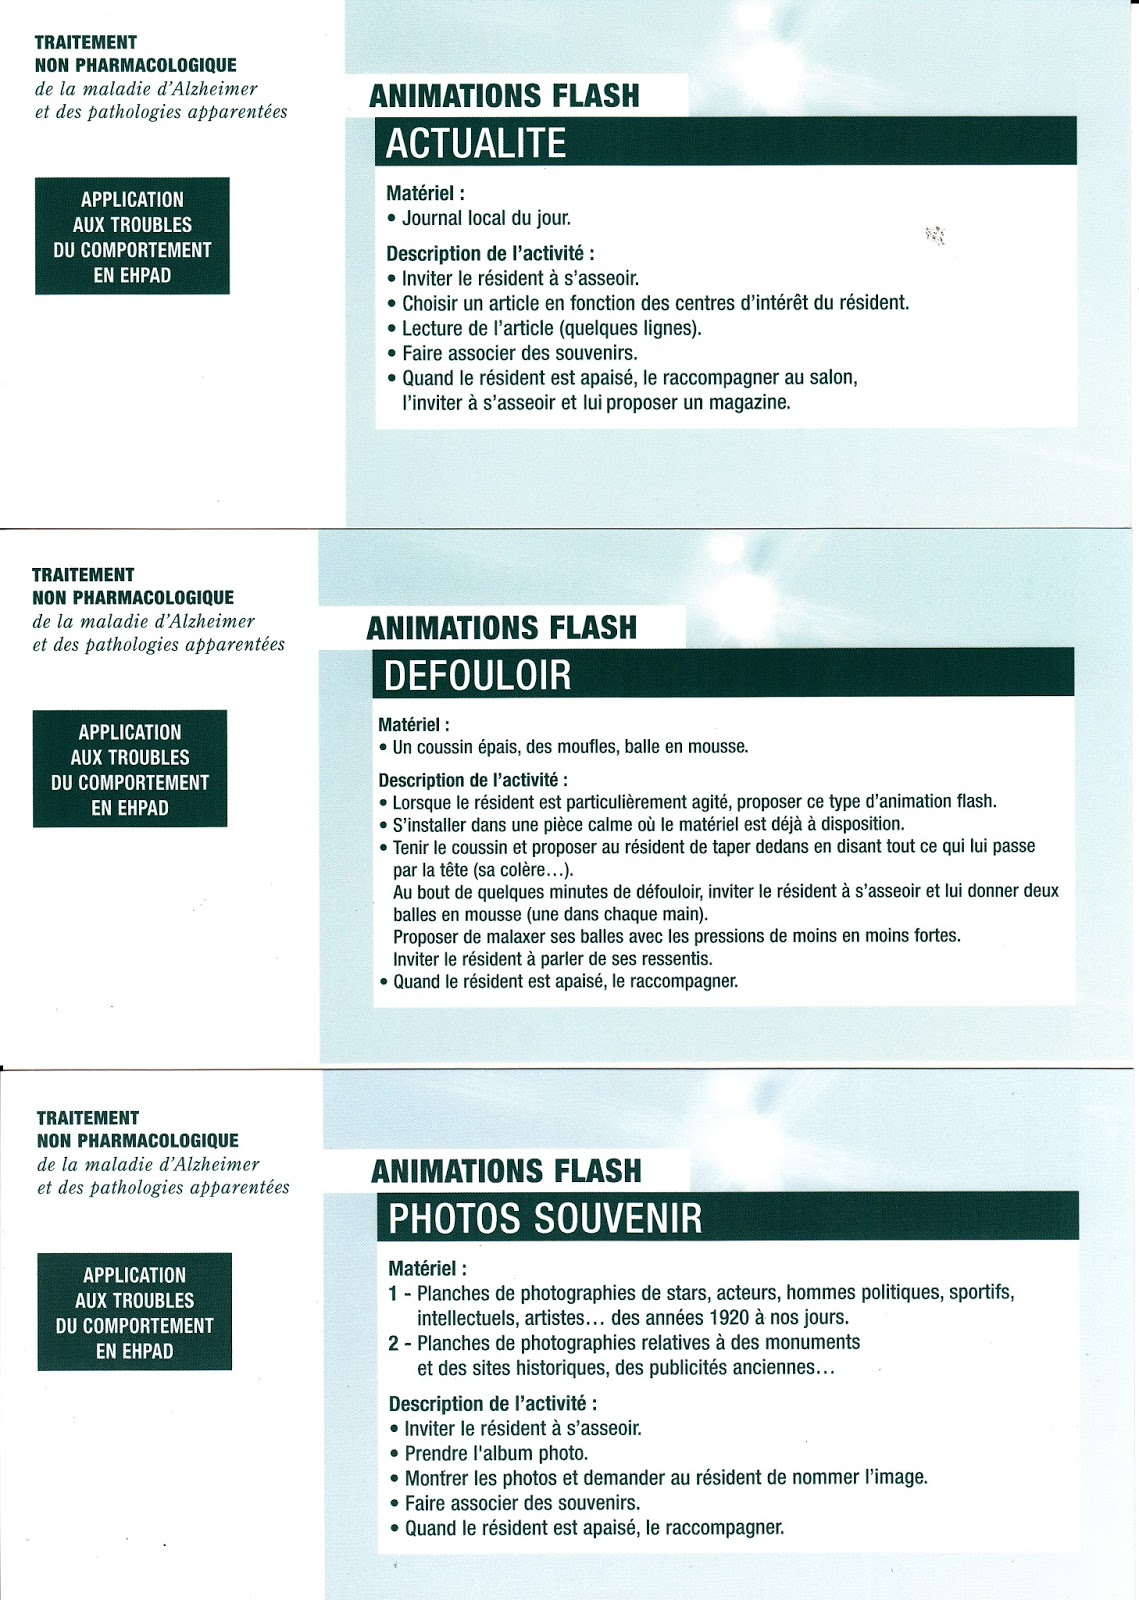 TRAITEMENT
NON PHARMACOLOGIQUE
de la maladie d'Alzheimer
et des pathologies apparentées
APPLICATION
AUX TROUBLES
DU COMPORTEMENT
EN EHPAD
ANIMATIONS FLASH
ACTUALITE
Matériel :
• Journal local du jour.
Description de l'activité :
• Inviter le résident à s'asseoir.
• Choisir un article en fonction des centres d'intérêt du résident.
• Lecture de l'article (quelques lignes).
• Faire associer des souvenirs.
• Quand le résident est apaisé, le raccompagner au salon,
l'inviter à s'asseoir et lui proposer un magazine.
TRAITEMENT
NON PHARMACOLOGIQUE
de la maladie d'Alzheimer
et des pathologies apparentées
APPLICATION
AUX TROUBLES
DU COMPORTEMENT
EN EHPAD
ANIMATIONS FLASH
DEFOULOIR
Matériel :
• Un coussin épais, des moufles, balle en mousse.
Description de l'activité :
• Lorsque le résident est particulièrement agité, proposer ce type d'animation flash.
• S'installer dans une pièce calme où le matériel est déjà à disposition.
• Tenir le coussin et proposer au résident de taper dedans en disant tout ce qui lui passe
par la tête (sa colère…).
Au bout de quelques minutes de défouloir, inviter le résident à s'asseoir et lui donner deux
balles en mousse (une dans chaque main).
Proposer de malaxer ses balles avec les pressions de moins en moins fortes.
Inviter le résident à parler de ses ressentis.
• Quand le résident est apaisé, le raccompagner.
TRAITEMENT
NON PHARMACOLOGIQUE
de la maladie d'Alzheimer
et des pathologies apparentées
APPLICATION
AUX TROUBLES
DU COMPORTEMENT
EN EHPAD
ANIMATIONS FLASH
PHOTOS SOUVENIR
Matériel :
1 - Planches de photographies de stars, acteurs, hommes politiques, sportifs,
intellectuels, artistes… des années 1920 à nos jours.
2 - Planches de photographies relatives à des monuments
et des sites historiques, des publicités anciennes…
Description de l'activité :
• Inviter le résident à s'asseoir.
• Prendre l'album photo.
• Montrer les photos et demander au résident de nommer l'image.
• Faire associer des souvenirs.
• Quand le résident est apaisé, le raccompagner.